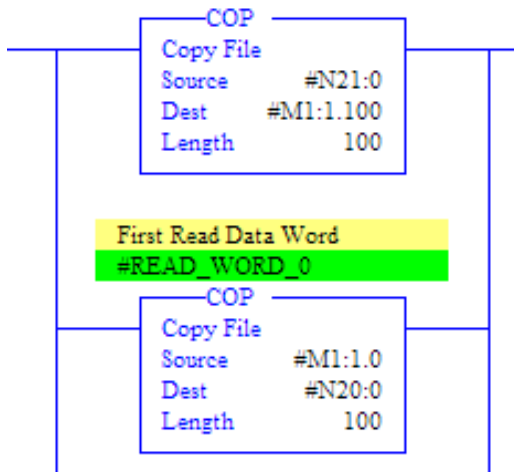 COP
Copy File
Source #N21:0
Dest #M1:1.100
Length 100
First Read Data Word
#READ_WORD_0
COP
Copy File
Source #M1:1.0
Dest #N20:0
Length 100